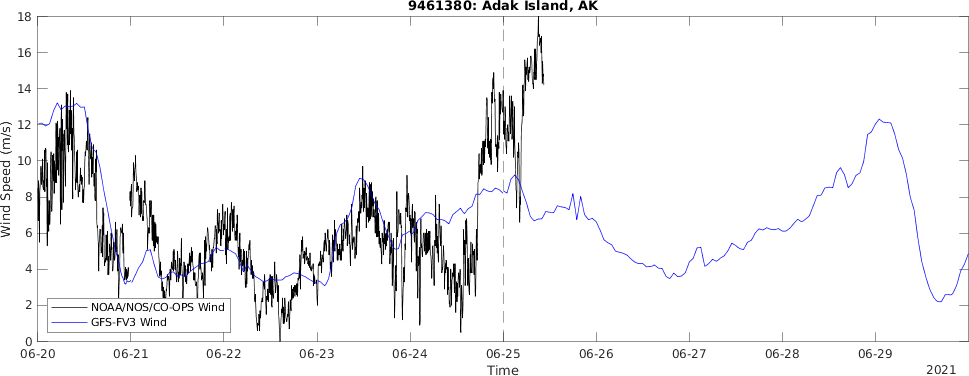 9461380: Adak Island, AK
18
16
14
12
10
8
6
4
2
0
Wind Speed (m/s)
NOAA/NOS/CO-OPS Wind
GFS-FV3 Wind
06-20 06-21 06-22 06-23 06-24 06-25 06-26 06-27 06-28 06-29
Time
2021